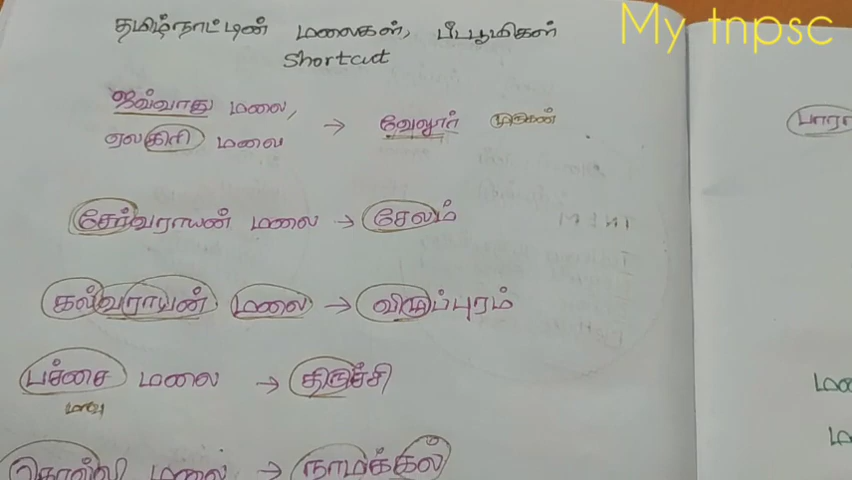 My tnpsc
தமிழ்நாட்டின் மலைகள், பீடபூமிகள்
Shortcut
ஜவ்வாது மலை,
ஏலகிரி மலை → வேலூர் முருகன்
சேர்வராயன் மலை → சேலம்
கல்வராயன் மலை → விழுப்புரம்
பச்சை மலை → திருச்சி
கொல்லி மலை → நாமக்கல்